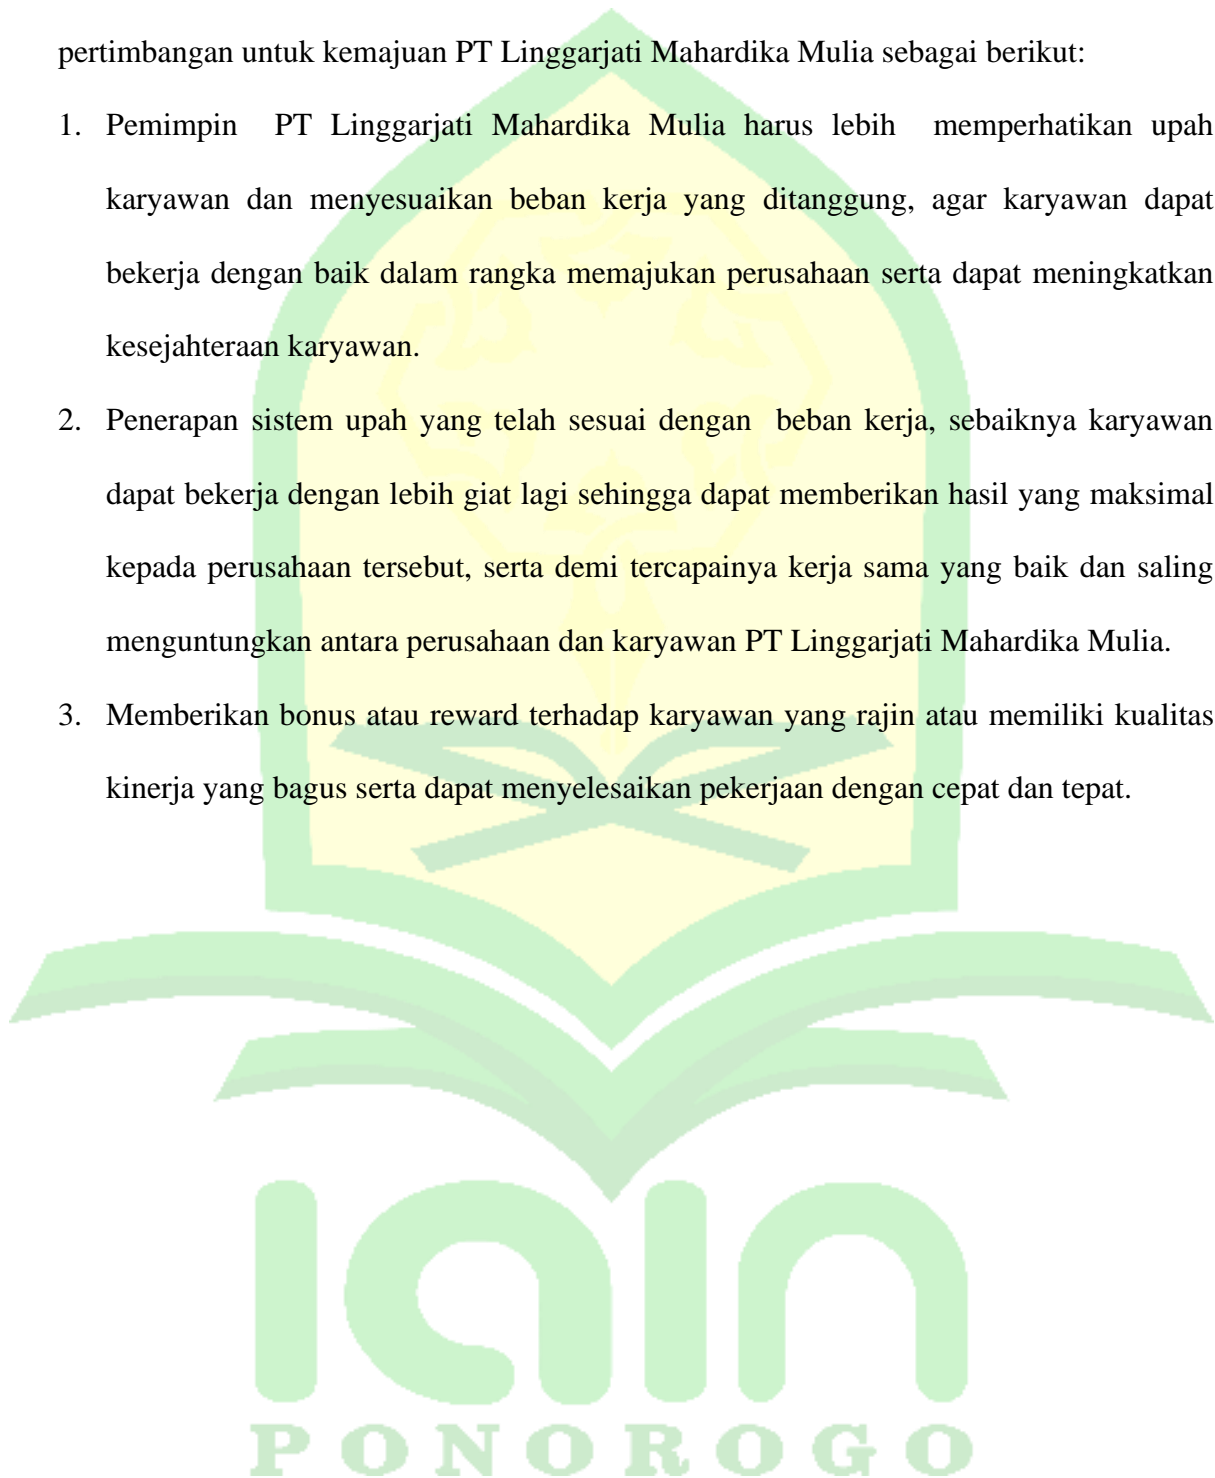 pertimbangan untuk kemajuan PT Linggarjati Mahardika Mulia sebagai berikut:
1. Pemimpin PT Linggarjati Mahardika Mulia harus lebih memperhatikan upah
karyawan dan menyesuaikan beban kerja yang ditanggung, agar karyawan dapat
bekerja dengan baik dalam rangka memajukan perusahaan serta dapat meningkatkan
kesejahteraan karyawan.
2. Penerapan sistem upah yang telah sesuai dengan beban kerja, sebaiknya karyawan
dapat bekerja dengan lebih giat lagi sehingga dapat memberikan hasil yang maksimal
kepada perusahaan tersebut, serta demi tercapainya kerja sama yang baik dan saling
menguntungkan antara perusahaan dan karyawan PT Linggarjati Mahardika Mulia.
3. Memberikan bonus atau reward terhadap karyawan yang rajin atau memiliki kualitas
kinerja yang bagus serta dapat menyelesaikan pekerjaan dengan cepat dan tepat.
iain
PONOROGO